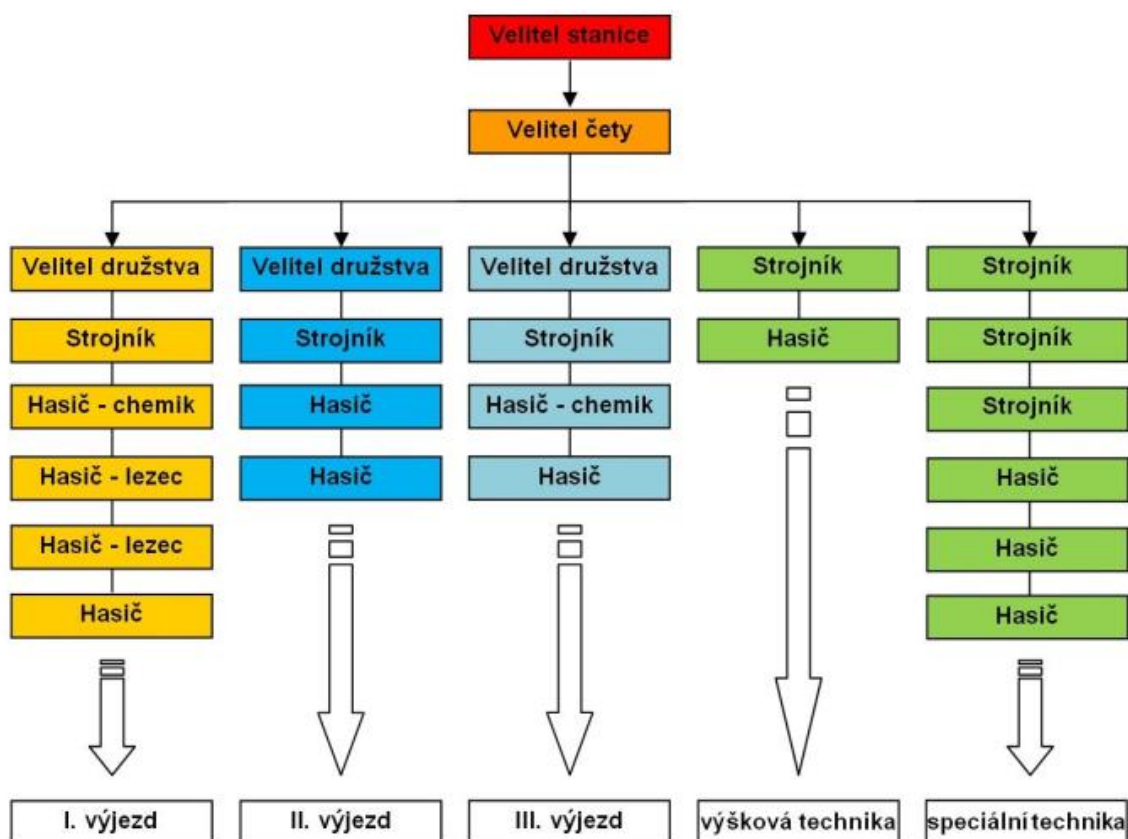 Velitel stanice
Velitel čety
Velitel družstva
Strojník
Hasič - chemik
Hasič - lezec
Hasič - lezec
Hasič
I. výjezd
Velitel družstva
Strojník
Hasič
Hasič
II. výjezd
Velitel družstva
Strojník
Hasič - chemik
Hasič
III. výjezd
Strojník
Hasič
výšková technika
Strojník
Strojník
Strojník
Hasič
Hasič
Hasič
speciální technika